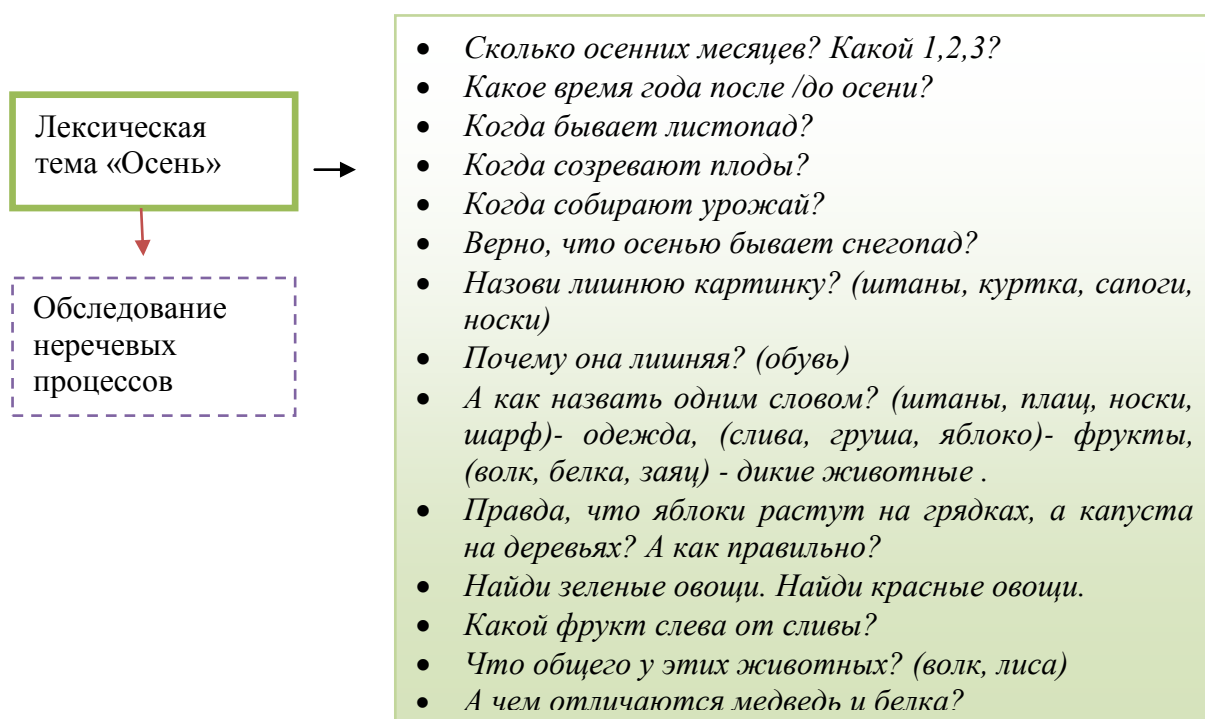 Лексическая
тема «Осень»
Обследование
неречевых
процессов
• Сколько осенних месяцев? Какой 1,2,3?
• Какое время года после /до осени?
• Когда бывает листопад?
• Когда созревают плоды?
• Когда собирают урожай?
• Верно, что осенью бывает снегопад?
• Назови лишнюю картинку? (штаны, куртка, сапоги,
носки)
• Почему она лишняя? (обувь)
• А как назвать одним словом? (штаны, плащ, носки,
шарф)- одежда, (слива, груша, яблоко)- фрукты,
(волк, белка, заяц) - дикие животные .
• Правда, что яблоки растут на грядках, а капуста
на деревьях? А как правильно?
• Найди зеленые овощи. Найди красные овощи.
• Какой фрукт слева от сливы?
• Что общего у этих животных? (волк, лиса)
• А чем отличаются медведь и белка?